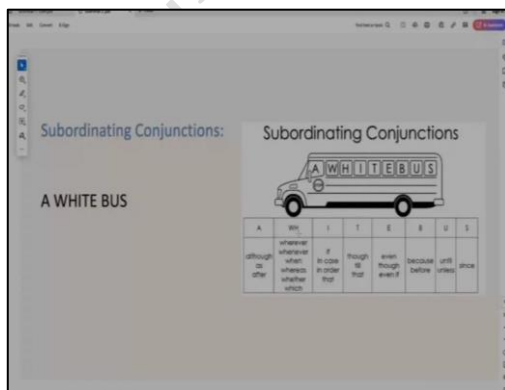 Subordinating Conjunctions:
A WHITE BUS
Subordinating Conjunctions
A W H I T E B U S
A WH I T E B U S
although
as
after
wherever
whenever
when
whereas
whether
which
if
in case
in order
that
though
till
that
even
though
even if
because
before
until
unless
since